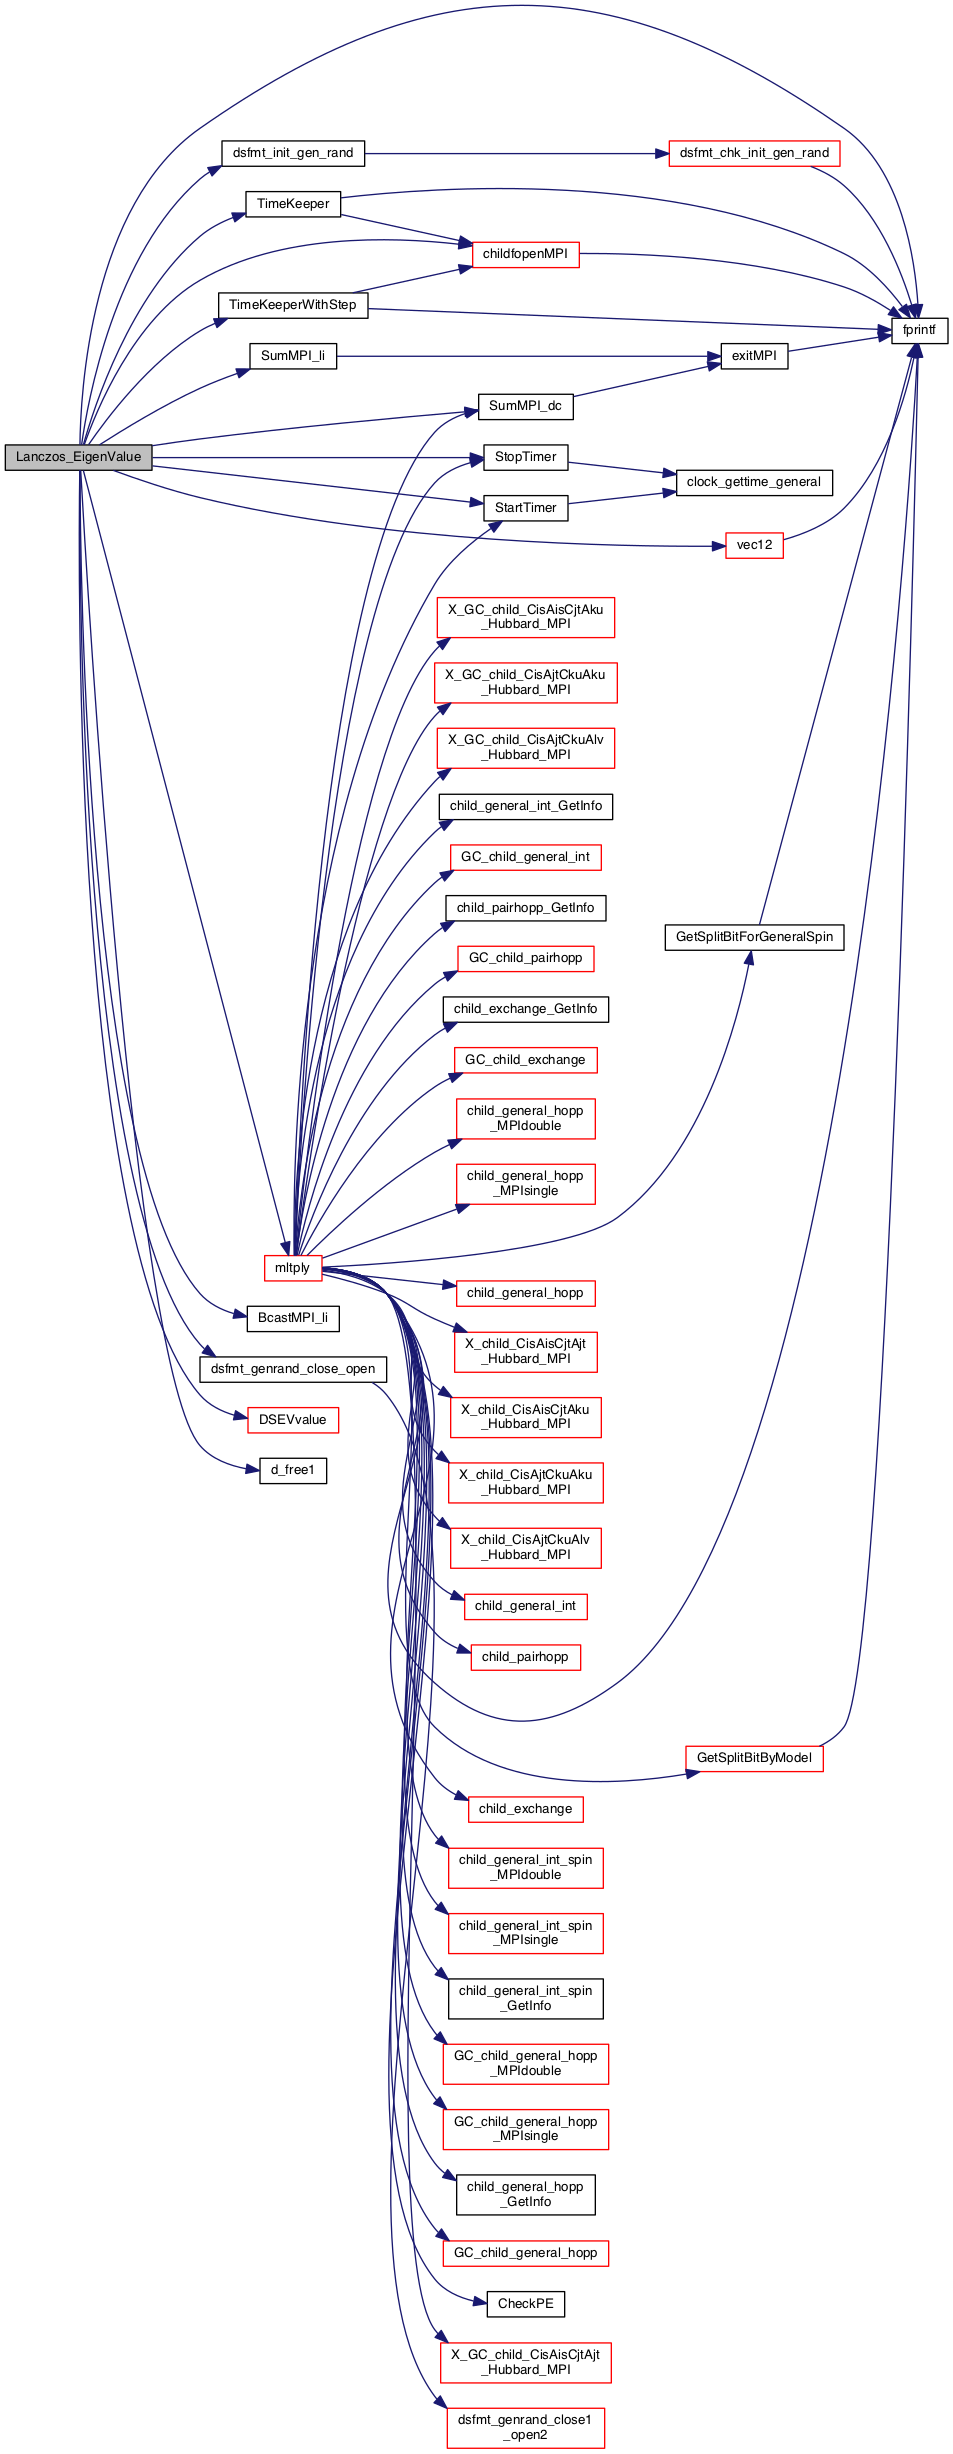 dsfmt_init_gen_rand
dsfmt_chk_init_gen_rand
TimeKeeper
childfopenMPI
TimeKeeperWithStep
fprintf
SumMPI_li
exitMPI
SumMPI_dc
Lanczos_EigenValue
StopTimer
clock_gettime_general
StartTimer
vec12
X_GC_child_CisAisCjtAku
_Hubbard_MPI
X_GC_child_CisAjtCkuAku
_Hubbard_MPI
X_GC_child_CisAjtCkuAlv
_Hubbard_MPI
child_general_int_GetInfo
GC_child_general_int
child_pairhopp_GetInfo
GetSplitBitForGeneralSpin
GC_child_pairhopp
child_exchange_GetInfo
GC_child_exchange
child_general_hopp
_MPIdouble
child_general_hopp
_MPIsingle
mltply
child_general_hopp
BcastMPI_li
X_child_CisAisCjtAjt
_Hubbard_MPI
dsfmt_genrand_close_open
X_child_CisAisCjtAku
_Hubbard_MPI
DSEVvalue
d_free1
X_child_CisAjtCkuAku
_Hubbard_MPI
X_child_CisAjtCkuAlv
_Hubbard_MPI
child_general_int
child_pairhopp
GetSplitBitByModel
child_exchange
child_general_int_spin
_MPIdouble
child_general_int_spin
_MPIsingle
child_general_int_spin
_GetInfo
GC_child_general_hopp
_MPIdouble
GC_child_general_hopp
_MPIsingle
child_general_hopp
_GetInfo
GC_child_general_hopp
CheckPE
X_GC_child_CisAisCjtAjt
_Hubbard_MPI
dsfmt_genrand_close1
_open2